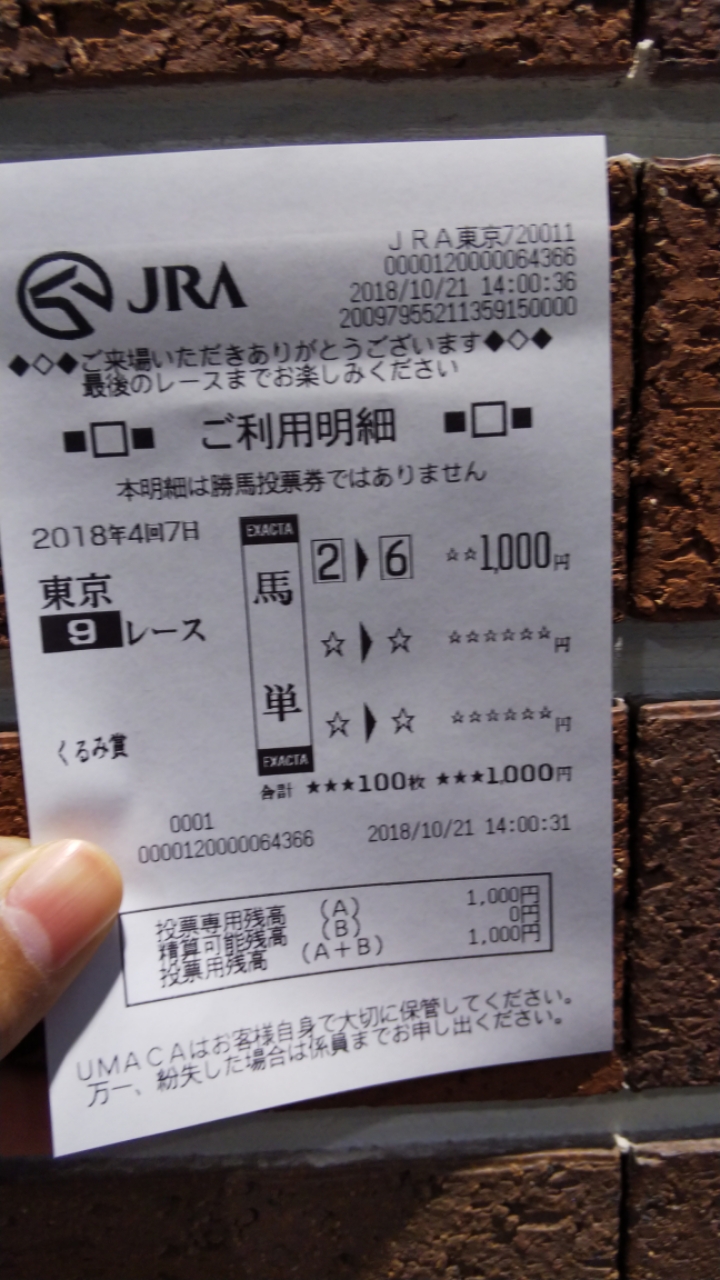 JRA
JRA東京720011
0000120000064366
2018/10/21 14:00:36
20097955211359150000
◆◇◆ご来場いただきありがとうございます◆◇◆
最後のレースまでお楽しみください
■□■ ご利用明細 ■□■
本明細は勝馬投票券ではありません
2018年4回7日
東京
9レース
くるみ賞
EXACTA
馬単
EXACTA
2▶6 ☆☆1,000円
☆▶☆ ☆☆☆☆☆☆円
☆▶☆ ☆☆☆☆☆☆円
合計 ★★★100枚 ★★★1,000円
0001
0000120000064366 2018/10/21 14:00:31
投票専用残高 (A) 1,000円
精算可能残高 (B) 0円
投票用残高 (A+B) 1,000円
UMACAはお客様自身で大切に保管してください。
万一、紛失した場合は係員までお申し出ください。